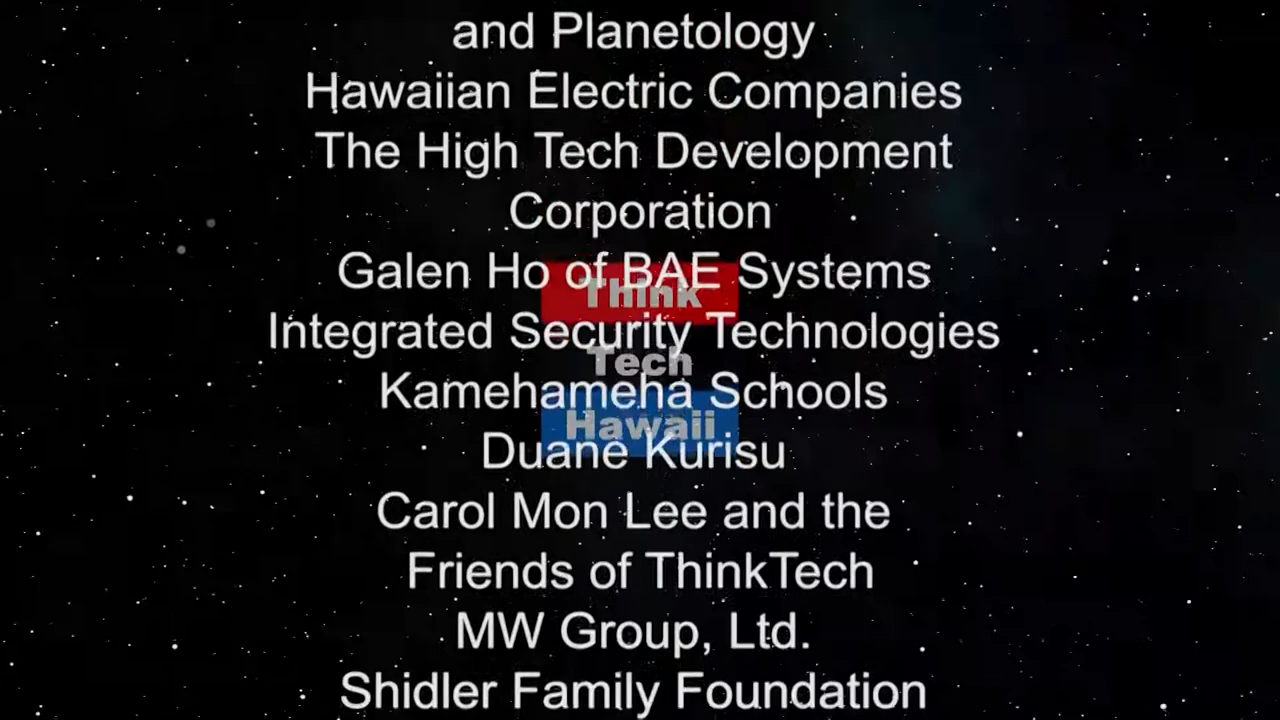 and Planetology
Hawaiian Electric Companies
The High Tech Development
Corporation
Galen Ho of BAE Systems
Think
Integrated Security Technologies
Tech
Kamehameha Schools
Hawaii
Duane Kurisu
Carol Mon Lee and the
Friends of ThinkTech
MW Group, Ltd.
Shidler Family Foundation